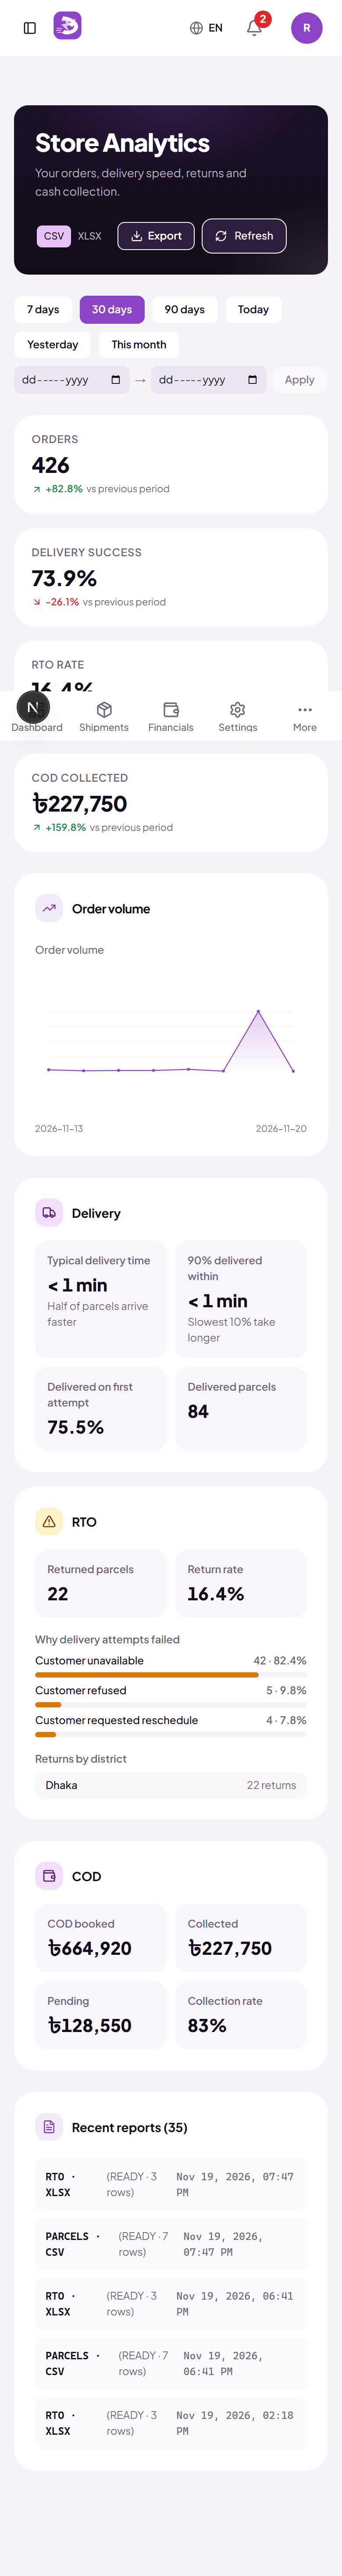 EN
2
R
Store Analytics
Your orders, delivery speed, returns and
cash collection.
CSV XLSX Export Refresh
7 days 30 days 90 days Today
Yesterday This month
dd-----yyyy → dd-----yyyy Apply
ORDERS
426
+82.8% vs previous period
DELIVERY SUCCESS
73.9%
-26.1% vs previous period
RTO RATE
16.4%
N
Dashboard Shipments Financials Settings More
COD COLLECTED
৳227,750
+159.8% vs previous period
Order volume
Order volume
2026-11-13 2026-11-20
Delivery
Typical delivery time
< 1 min
Half of parcels arrive
faster
90% delivered
within
< 1 min
Slowest 10% take
longer
Delivered on first
attempt
75.5%
Delivered parcels
84
RTO
Returned parcels
22
Return rate
16.4%
Why delivery attempts failed
Customer unavailable 42 · 82.4%
Customer refused 5 · 9.8%
Customer requested reschedule 4 · 7.8%
Returns by district
Dhaka 22 returns
COD
COD booked
৳664,920
Collected
৳227,750
Pending
৳128,550
Collection rate
83%
Recent reports (35)
RTO · (READY · 3 Nov 19, 2026, 07:47
XLSX rows) PM
PARCELS · (READY · 7 Nov 19, 2026,
CSV rows) 07:47 PM
RTO · (READY · 3 Nov 19, 2026, 06:41
XLSX rows) PM
PARCELS · (READY · 7 Nov 19, 2026,
CSV rows) 06:41 PM
RTO · (READY · 3 Nov 19, 2026, 02:18
XLSX rows) PM